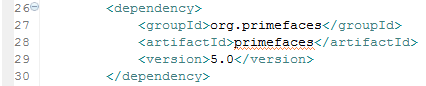 26 <dependency>
27 <groupId>org.primefaces</groupId>
28 <artifactId>primefaces</artifactId>
29 <version>5.0</version>
30 </dependency>